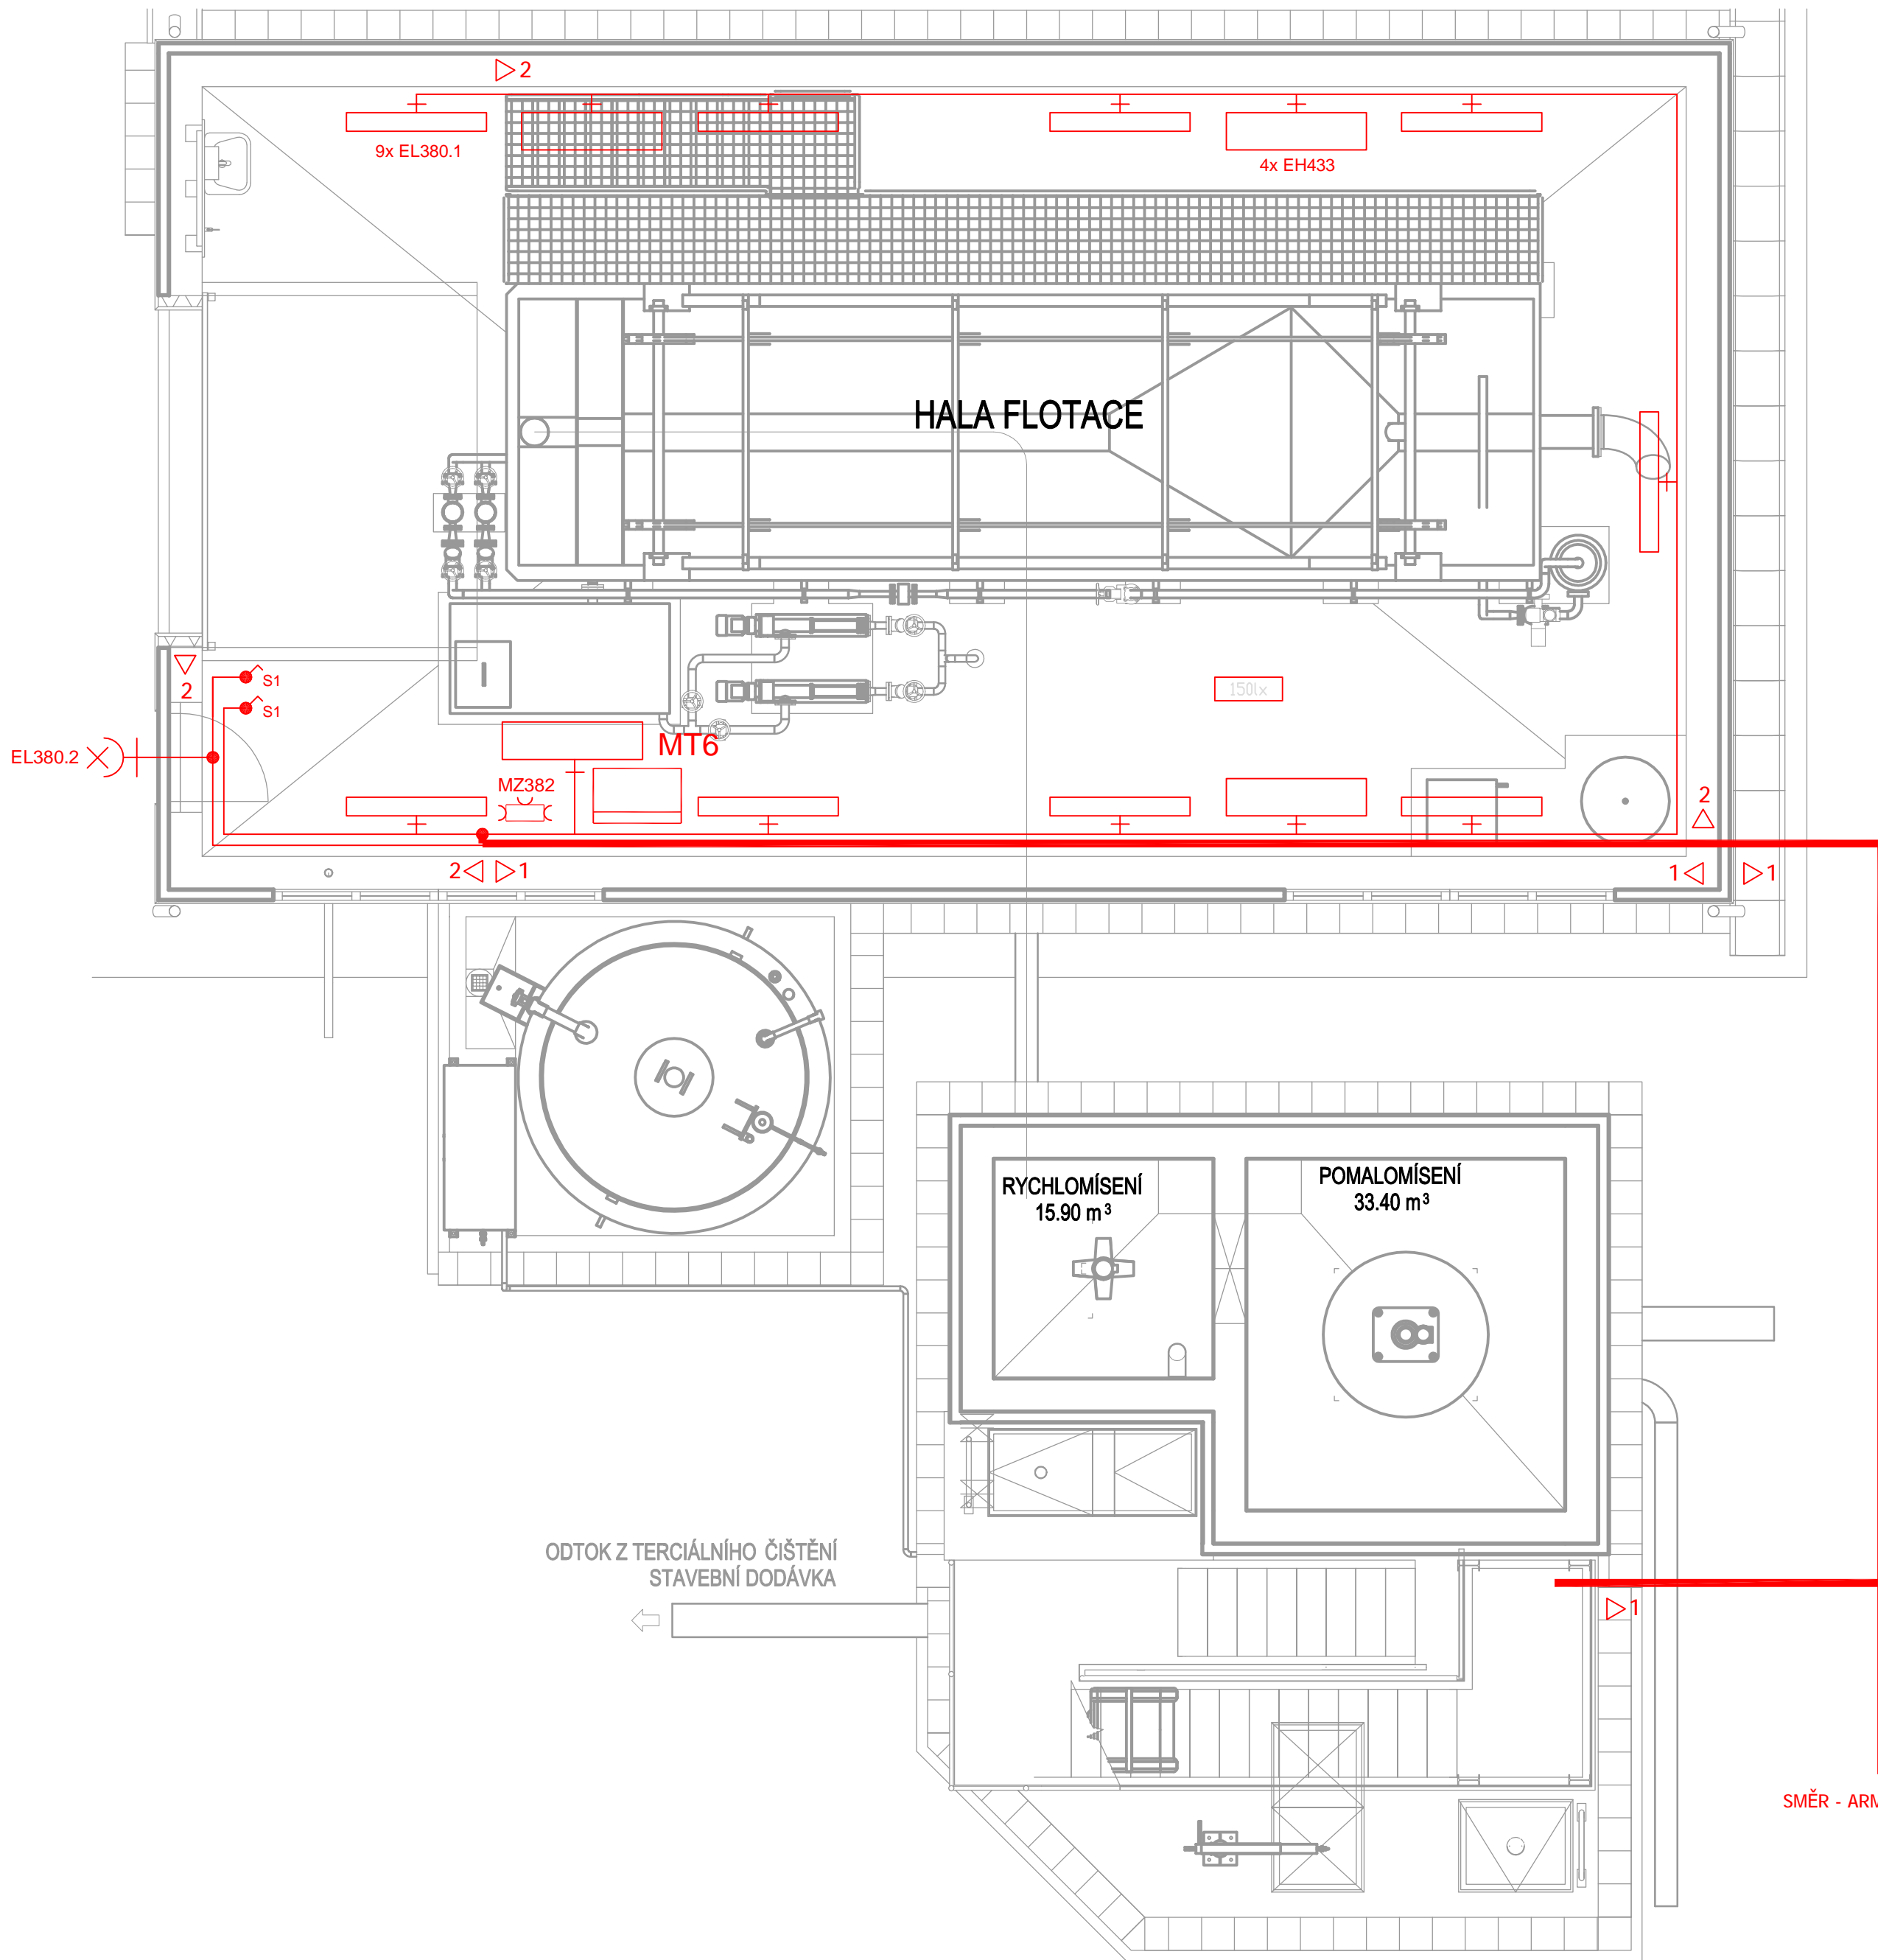 2
9x EL380.1
4x EH433
HALA FLOTACE
S1
2
S1
150lx
MT6
EL380.2
MZ382
2
2
1
1
1
RYCHLOMÍSENÍ
15.90 m³
POMALOMÍSENÍ
33.40 m³
ODTOK Z TERCIÁLNÍHO ČIŠTĚNÍ
STAVEBNÍ DODÁVKA
1
SMĚR - ARM